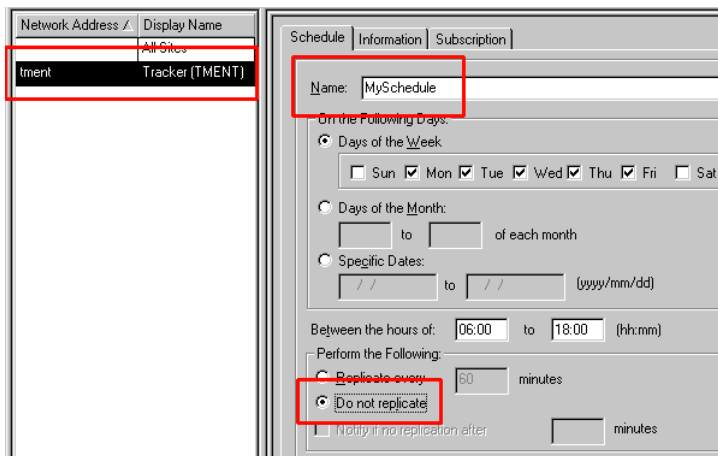 Network Address Display Name
All Sites
tment Tracker (TMENT)
Schedule Information Subscription
Name: MySchedule
On the Following Days:
Days of the Week
Sun Mon Tue Wed Thu Fri Sat
Days of the Month:
to of each month
Specific Dates:
/ / to / / (yyyy/mm/dd)
Between the hours of: 06:00 to 18:00 (hh:mm)
Perform the Following:
Replicate every 60 minutes
Do not replicate
Notify if no replication after minutes